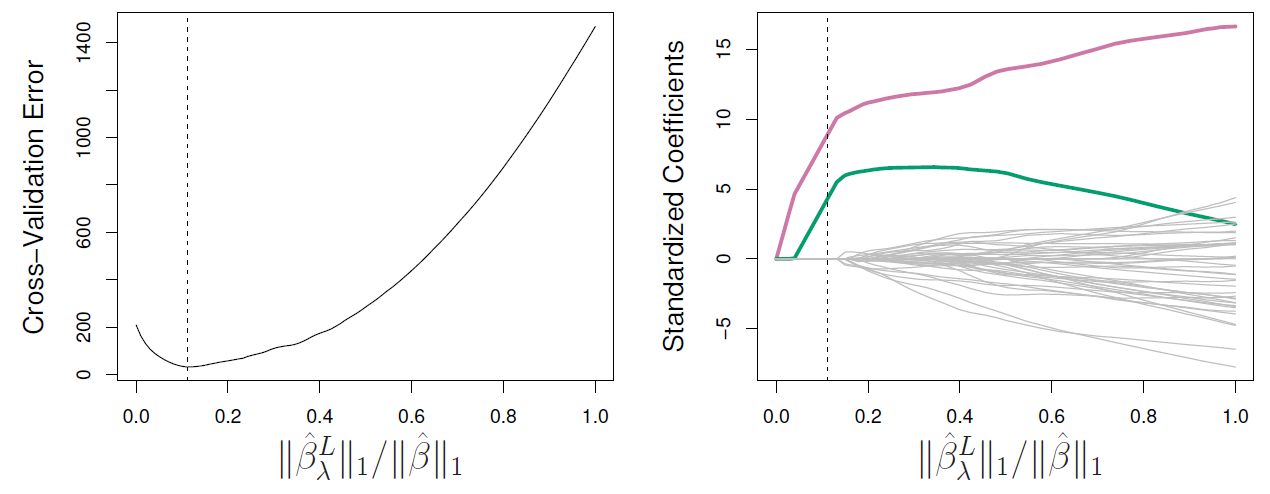 Cross−Validation Error
0 200 600 1000 1400
0.0 0.2 0.4 0.6 0.8 1.0
‖β̂ᴸ_λ‖₁/‖β̂‖₁
Standardized Coefficients
−5 0 5 10 15
0.0 0.2 0.4 0.6 0.8 1.0
‖β̂ᴸ_λ‖₁/‖β̂‖₁